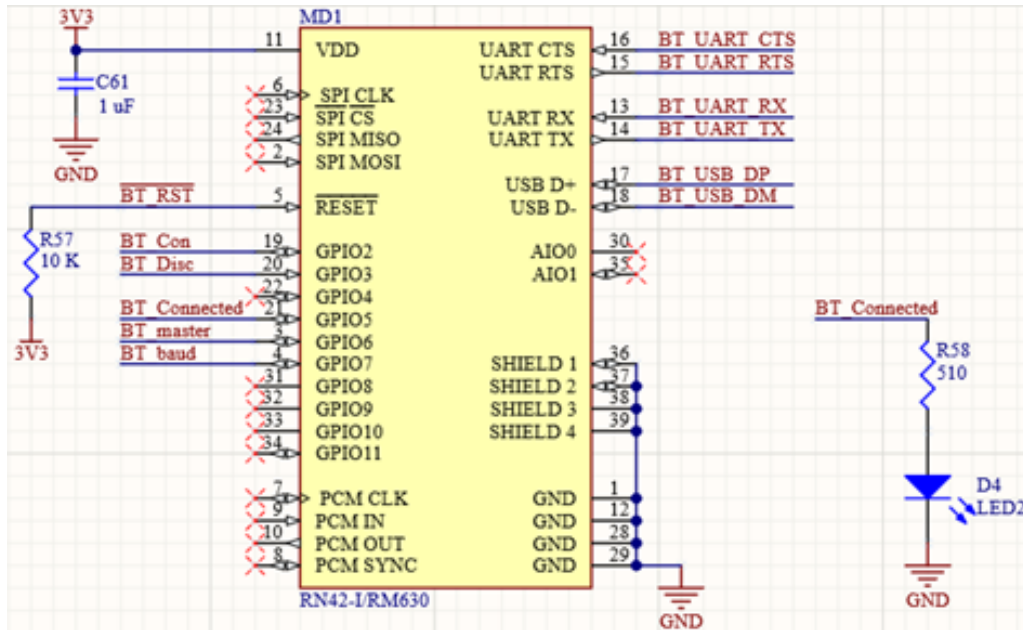 3V3
MD1
11 VDD
C61
1 uF
GND
6 SPI CLK
23 SPI CS
24 SPI MISO
2 SPI MOSI
BT_RST 5 RESET
R57
10 K
3V3
BT_Con 19 GPIO2
BT_Disc 20 GPIO3
22 GPIO4
BT_Connected 21 GPIO5
BT_master 3 GPIO6
BT_baud 4 GPIO7
31 GPIO8
32 GPIO9
33 GPIO10
34 GPIO11
7 PCM CLK
9 PCM IN
10 PCM OUT
8 PCM SYNC
UART CTS 16 BT_UART_CTS
UART RTS 15 BT_UART_RTS
UART RX 13 BT_UART_RX
UART TX 14 BT_UART_TX
USB D+ 17 BT_USB_DP
USB D- 18 BT_USB_DM
AIO0 30
AIO1 35
SHIELD 1 36
SHIELD 2 37
SHIELD 3 38
SHIELD 4 39
GND 1
GND 12
GND 28
GND 29
GND
RN42-I/RM630
BT_Connected
R58
510
D4
LED2
GND